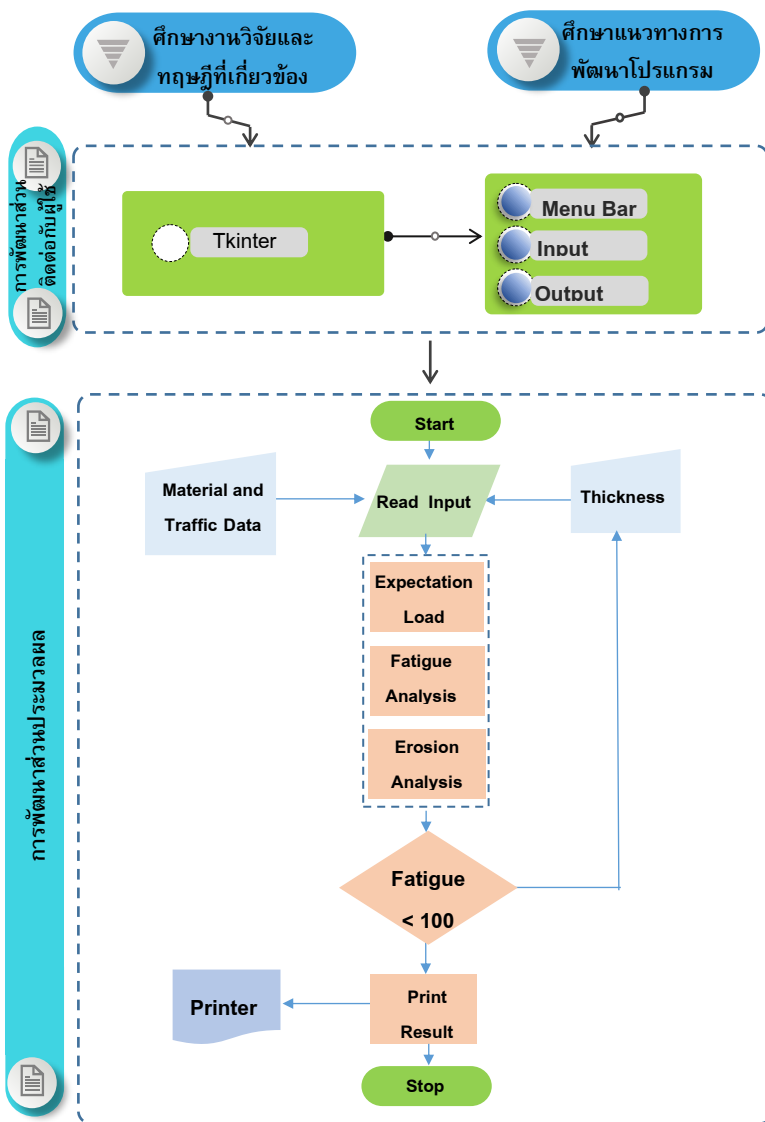 ศึกษางานวิจัยและ
ทฤษฎีที่เกี่ยวข้อง
ศึกษาแนวทางการ
พัฒนาโปรแกรม
การพัฒนาส่วน
ติดต่อกับผู้ใช้
Tkinter
Menu Bar
Input
Output
การพัฒนาส่วนประมวลผล
Start
Material and
Traffic Data
Read Input
Thickness
Expectation
Load
Fatigue
Analysis
Erosion
Analysis
Fatigue
< 100
Printer
Print
Result
Stop